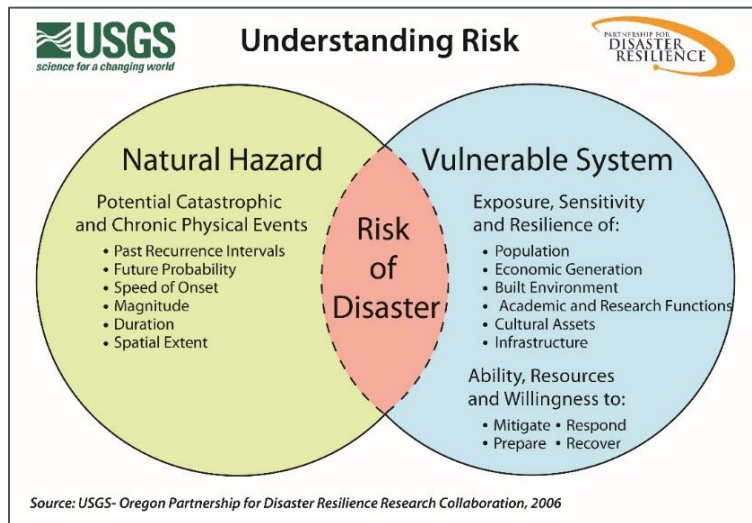 USGS
science for a changing world
Understanding Risk
PARTNERSHIP FOR
DISASTER
RESILIENCE
Natural Hazard
Potential Catastrophic
and Chronic Physical Events
• Past Recurrence Intervals
• Future Probability
• Speed of Onset
• Magnitude
• Duration
• Spatial Extent
Risk
of
Disaster
Vulnerable System
Exposure, Sensitivity
and Resilience of:
• Population
• Economic Generation
• Built Environment
• Academic and Research Functions
• Cultural Assets
• Infrastructure
Ability, Resources
and Willingness to:
• Mitigate • Respond
• Prepare • Recover
Source: USGS- Oregon Partnership for Disaster Resilience Research Collaboration, 2006